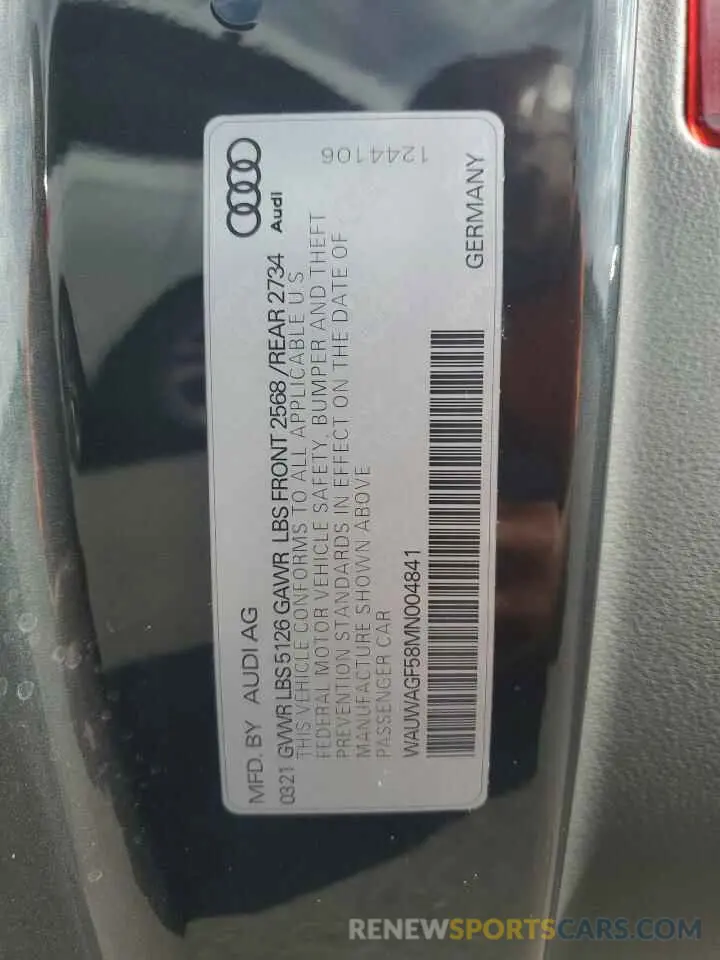 MFD. BY AUDI AG
Audi
0321 GVWR LBS 5126 GAWR LBS FRONT 2568 / REAR 2734
THIS VEHICLE CONFORMS TO ALL APPLICABLE U.S
FEDERAL MOTOR VEHICLE SAFETY, BUMPER AND THEFT
PREVENTION STANDARDS IN EFFECT ON THE DATE OF
MANUFACTURE SHOWN ABOVE
PASSENGER CAR
WAUWAGF58MN004841
GERMANY
1244106
RENEWSPORTSCARS.COM